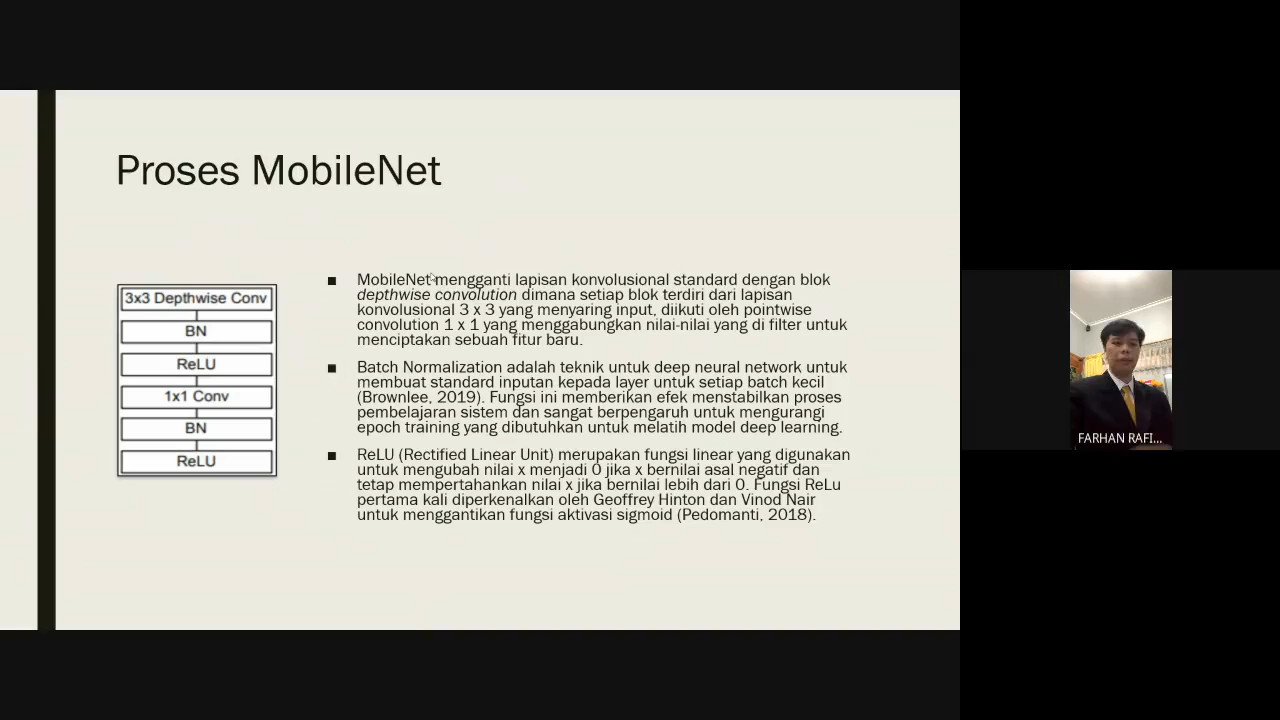 Proses MobileNet
3x3 Depthwise Conv
BN
ReLU
1x1 Conv
BN
ReLU
MobileNet mengganti lapisan konvolusional standard dengan blok
depthwise convolution dimana setiap blok terdiri dari lapisan
konvolusional 3 x 3 yang menyaring input, diikuti oleh pointwise
convolution 1 x 1 yang menggabungkan nilai-nilai yang di filter untuk
menciptakan sebuah fitur baru.
Batch Normalization adalah teknik untuk deep neural network untuk
membuat standard inputan kepada layer untuk setiap batch kecil
(Brownlee, 2019). Fungsi ini memberikan efek menstabilkan proses
pembelajaran sistem dan sangat berpengaruh untuk mengurangi
epoch training yang dibutuhkan untuk melatih model deep learning.
ReLU (Rectified Linear Unit) merupakan fungsi linear yang digunakan
untuk mengubah nilai x menjadi 0 jika x bernilai asal negatif dan
tetap mempertahankan nilai x jika bernilai lebih dari 0. Fungsi ReLu
pertama kali diperkenalkan oleh Geoffrey Hinton dan Vinod Nair
untuk menggantikan fungsi aktivasi sigmoid (Pedomanti, 2018).
FARHAN RAFI...